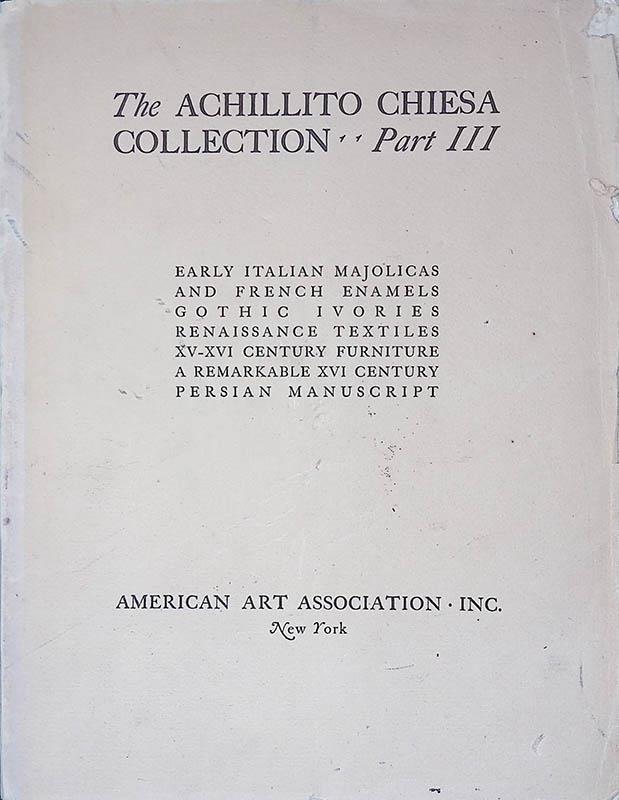 The ACHILLITO CHIESA
COLLECTION ′ ′ Part III
EARLY ITALIAN MAJOLICAS
AND FRENCH ENAMELS
GOTHIC IVORIES
RENAISSANCE TEXTILES
XV-XVI CENTURY FURNITURE
A REMARKABLE XVI CENTURY
PERSIAN MANUSCRIPT
AMERICAN ART ASSOCIATION · INC.
New York